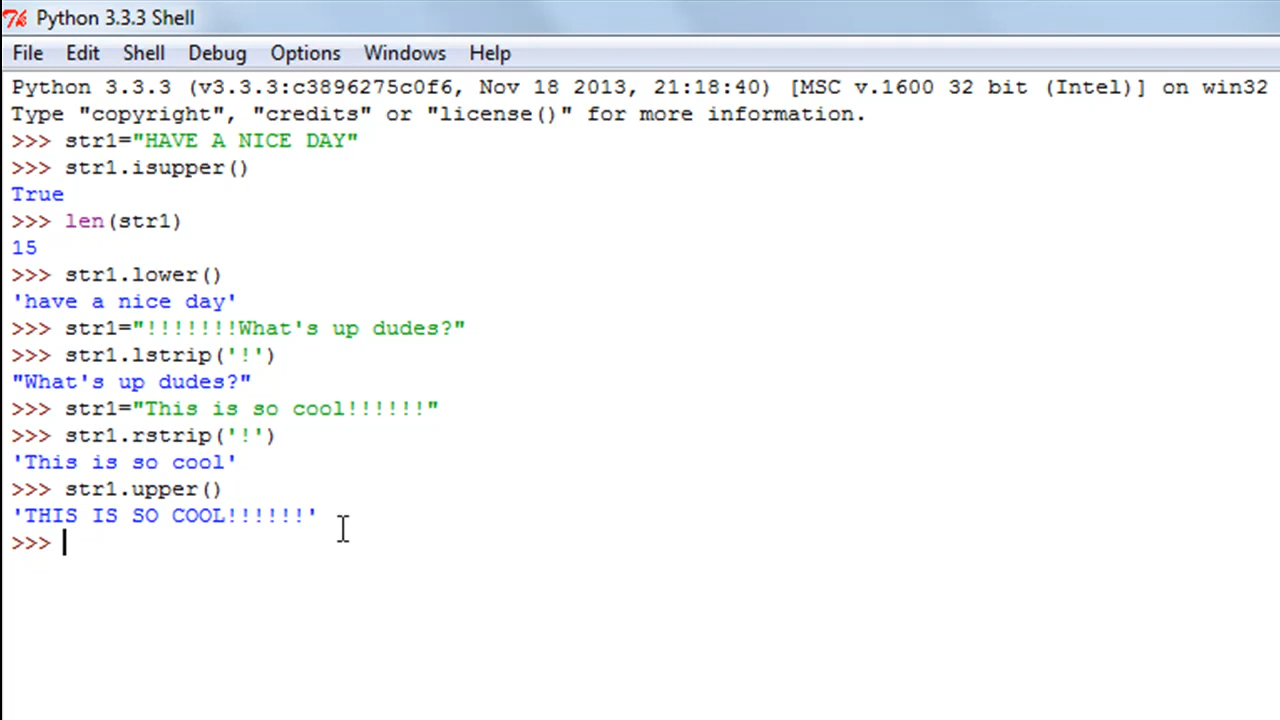 Python 3.3.3 Shell
File Edit Shell Debug Options Windows Help
Python 3.3.3 (v3.3.3:c3896275c0f6, Nov 18 2013, 21:18:40) [MSC v.1600 32 bit (Intel)] on win32
Type "copyright", "credits" or "license()" for more information.
>>> str1="HAVE A NICE DAY"
>>> str1.isupper()
True
>>> len(str1)
15
>>> str1.lower()
'have a nice day'
>>> str1="!!!!!!!What's up dudes?"
>>> str1.lstrip('!')
"What's up dudes?"
>>> str1="This is so cool!!!!!!"
>>> str1.rstrip('!')
'This is so cool'
>>> str1.upper()
'THIS IS SO COOL!!!!!!'
>>>